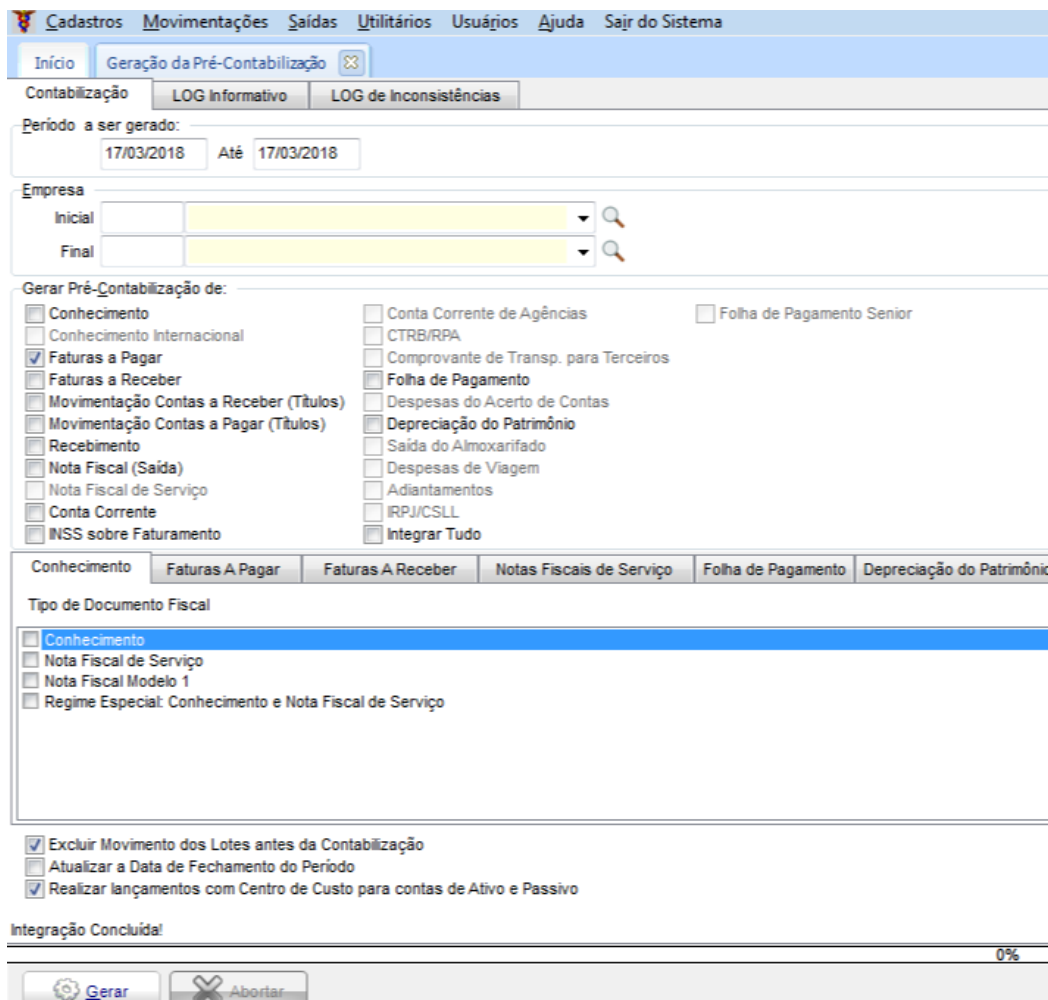 Cadastros Movimentações Saídas Utilitários Usuários Ajuda Sair do Sistema
Início Geração da Pré-Contabilização
Contabilização LOG Informativo LOG de Inconsistências
Período a ser gerado:
17/03/2018 Até 17/03/2018
Empresa
Inicial
Final
Gerar Pré-Contabilização de:
Conhecimento Conta Corrente de Agências Folha de Pagamento Senior
Conhecimento Internacional CTRB/RPA
Faturas a Pagar Comprovante de Transp. para Terceiros
Faturas a Receber Folha de Pagamento
Movimentação Contas a Receber (Títulos) Despesas do Acerto de Contas
Movimentação Contas a Pagar (Títulos) Depreciação do Patrimônio
Recebimento Saída do Almoxarifado
Nota Fiscal (Saída) Despesas de Viagem
Nota Fiscal de Serviço Adiantamentos
Conta Corrente IRPJ/CSLL
INSS sobre Faturamento Integrar Tudo
Conhecimento Faturas A Pagar Faturas A Receber Notas Fiscais de Serviço Folha de Pagamento Depreciação do Patrimônio
Tipo de Documento Fiscal
Conhecimento
Nota Fiscal de Serviço
Nota Fiscal Modelo 1
Regime Especial: Conhecimento e Nota Fiscal de Serviço
Excluir Movimento dos Lotes antes da Contabilização
Atualizar a Data de Fechamento do Período
Realizar lançamentos com Centro de Custo para contas de Ativo e Passivo
Integração Concluída!
0%
Gerar Abortar